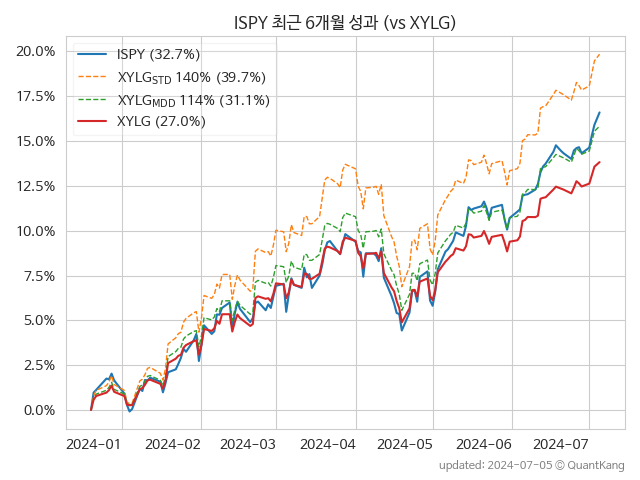 ISPY 최근 6개월 성과 (vs XYLG)
ISPY (32.7%)
XYLG_STD 140% (39.7%)
XYLG_MDD 114% (31.1%)
XYLG (27.0%)
20.0%
17.5%
15.0%
12.5%
10.0%
7.5%
5.0%
2.5%
0.0%
2024-01 2024-02 2024-03 2024-04 2024-05 2024-06 2024-07
updated: 2024-07-05 © QuantKang